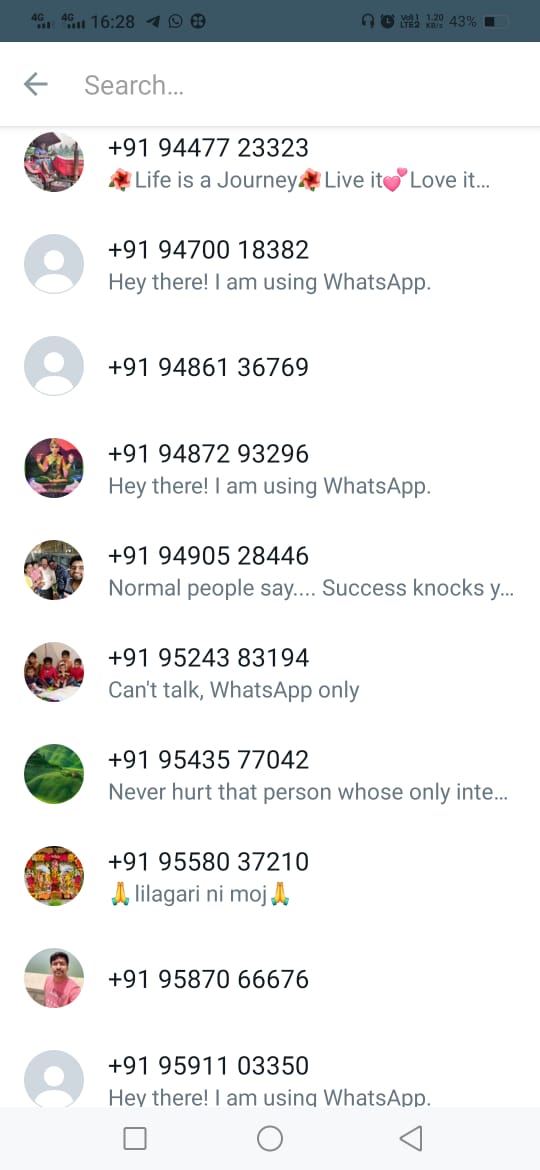 4G 4G 16:28 Vo)) 1 LTE2 1.20 KB/s 43%
Search...
+91 94477 23323
🌺Life is a Journey🌺Live it💕Love it...
+91 94700 18382
Hey there! I am using WhatsApp.
+91 94861 36769
+91 94872 93296
Hey there! I am using WhatsApp.
+91 94905 28446
Normal people say.... Success knocks y...
+91 95243 83194
Can't talk, WhatsApp only
+91 95435 77042
Never hurt that person whose only inte...
+91 95580 37210
🙏lilagari ni moj🙏
+91 95870 66676
+91 95911 03350
Hey there! I am using WhatsApp.